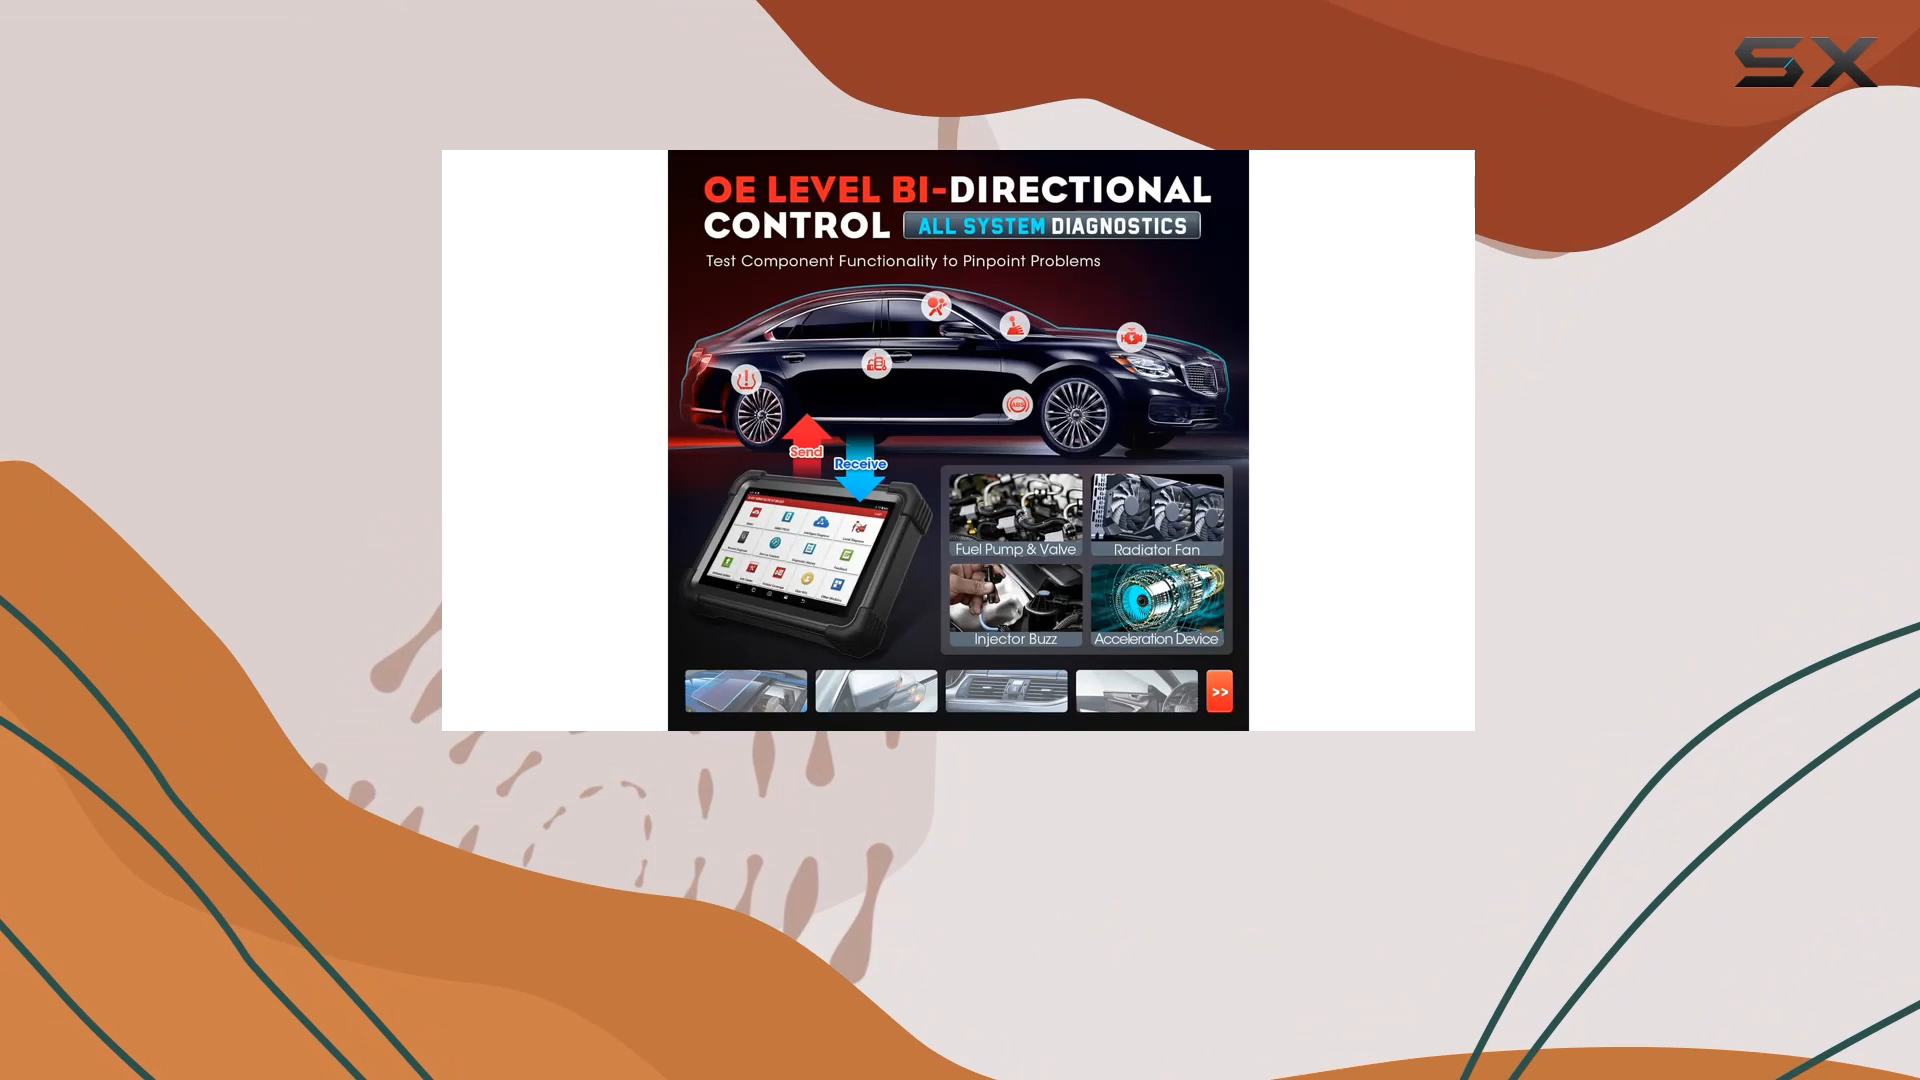 SX
OE LEVEL BI-DIRECTIONAL
CONTROL ALL SYSTEM DIAGNOSTICS
Test Component Functionality to Pinpoint Problems
ABS
Send
Receive
Fuel Pump & Valve
Radiator Fan
Injector Buzz
Acceleration Device
>>